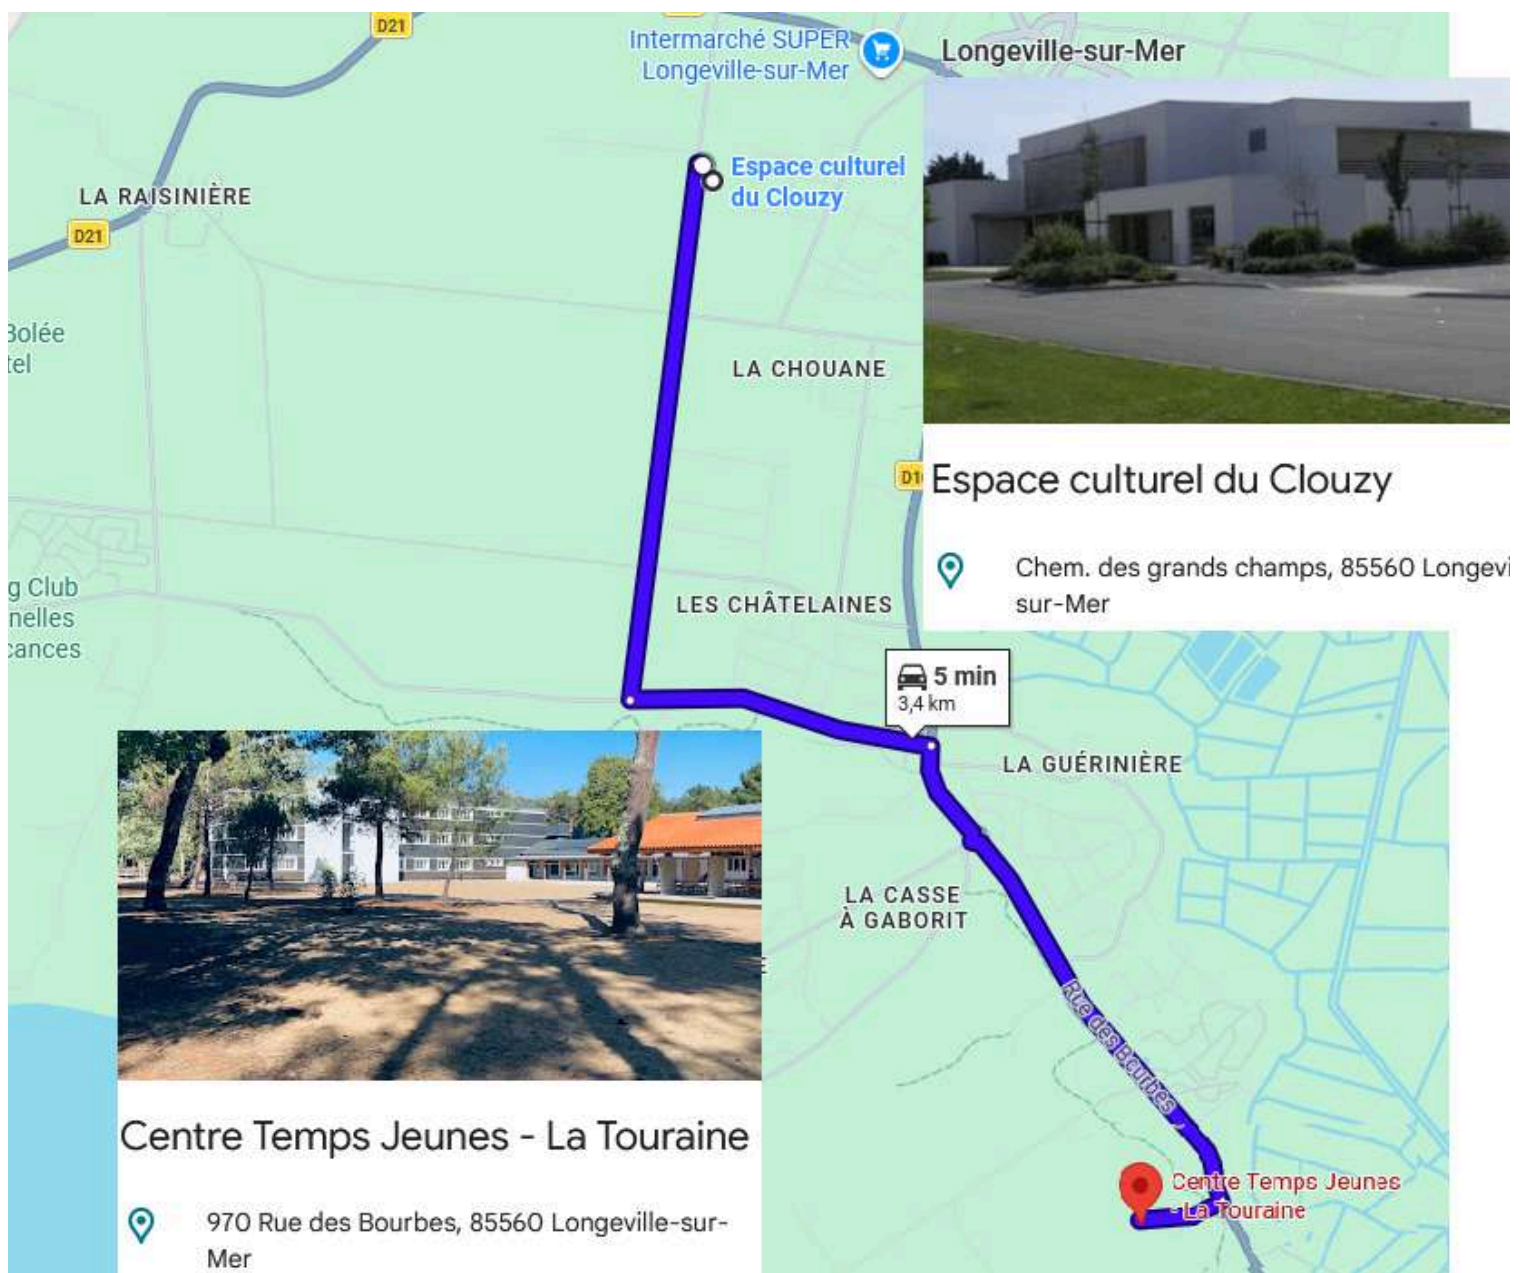 D21
Intermarché SUPER
Longeville-sur-Mer
Longeville-sur-Mer
Espace culturel
du Clouzy
LA RAISINIÈRE
D21
Bolée
tel
LA CHOUANE
Espace culturel du Clouzy
Chem. des grands champs, 85560 Longevi
sur-Mer
g Club
nelles
cances
LES CHÂTELAINES
5 min
3,4 km
LA GUÉRINIÈRE
LA CASSE
À GABORIT
Rue des Bourbes
Centre Temps Jeunes - La Touraine
970 Rue des Bourbes, 85560 Longeville-sur-
Mer
Centre Temps Jeunes
- La Touraine